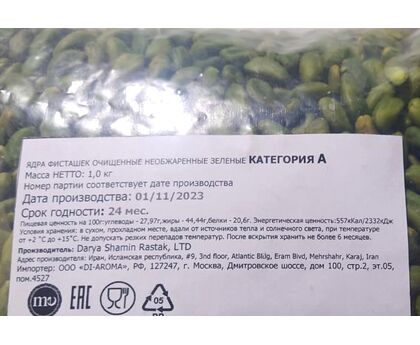 ЯДРА ФИСТАШЕК ОЧИЩЕННЫЕ НЕОБЖАРЕННЫЕ ЗЕЛЕНЫЕ КАТЕГОРИЯ А
Масса НЕТТО: 1,0 кг
Номер партии соответствует дате производства
Дата производства: 01/11/2023
Срок годности: 24 мес.
Пищевая ценность на 100г:углеводы - 27,97г,жиры - 44,44г,белки - 20,6г. Энергетическая ценность:557кКал/2332кДж
Условия хранения: в сухом, прохладном месте, вдали от источников тепла и солнечного света, при температуре
от +2 °C до +15°C. Не допускать резких перепадов температур. После вскрытия хранить не более 6 месяцев.
Производитель: Darya Shamin Rastak, LTD
Адрес производства: Иран, Исламская республика, #9, 3nd floor, Atlantic Bldg, Eram Blvd, Mehrshahr, Karaj, Iran
Импортер: ООО «DI-AROMA», РФ, 127247, г. Москва, Дмитровское шоссе, дом 100, стр.2, эт.05,
пом.4527
EAC
05
PP